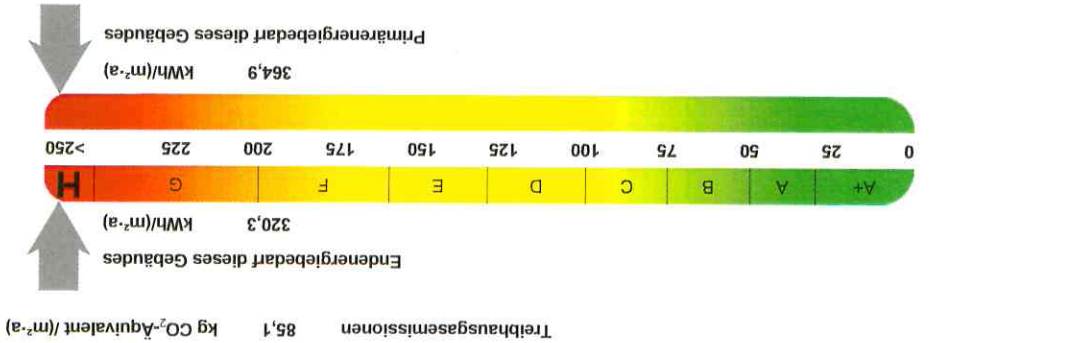 Treibhausgasemissionen 85,1 kg CO₂-Äquivalent /(m²·a)
Endenergiebedarf dieses Gebäudes
320,3 kWh/(m²·a)
A+ A B C D E F G H
0 25 50 75 100 125 150 175 200 225 >250
364,9 kWh/(m²·a)
Primärenergiebedarf dieses Gebäudes